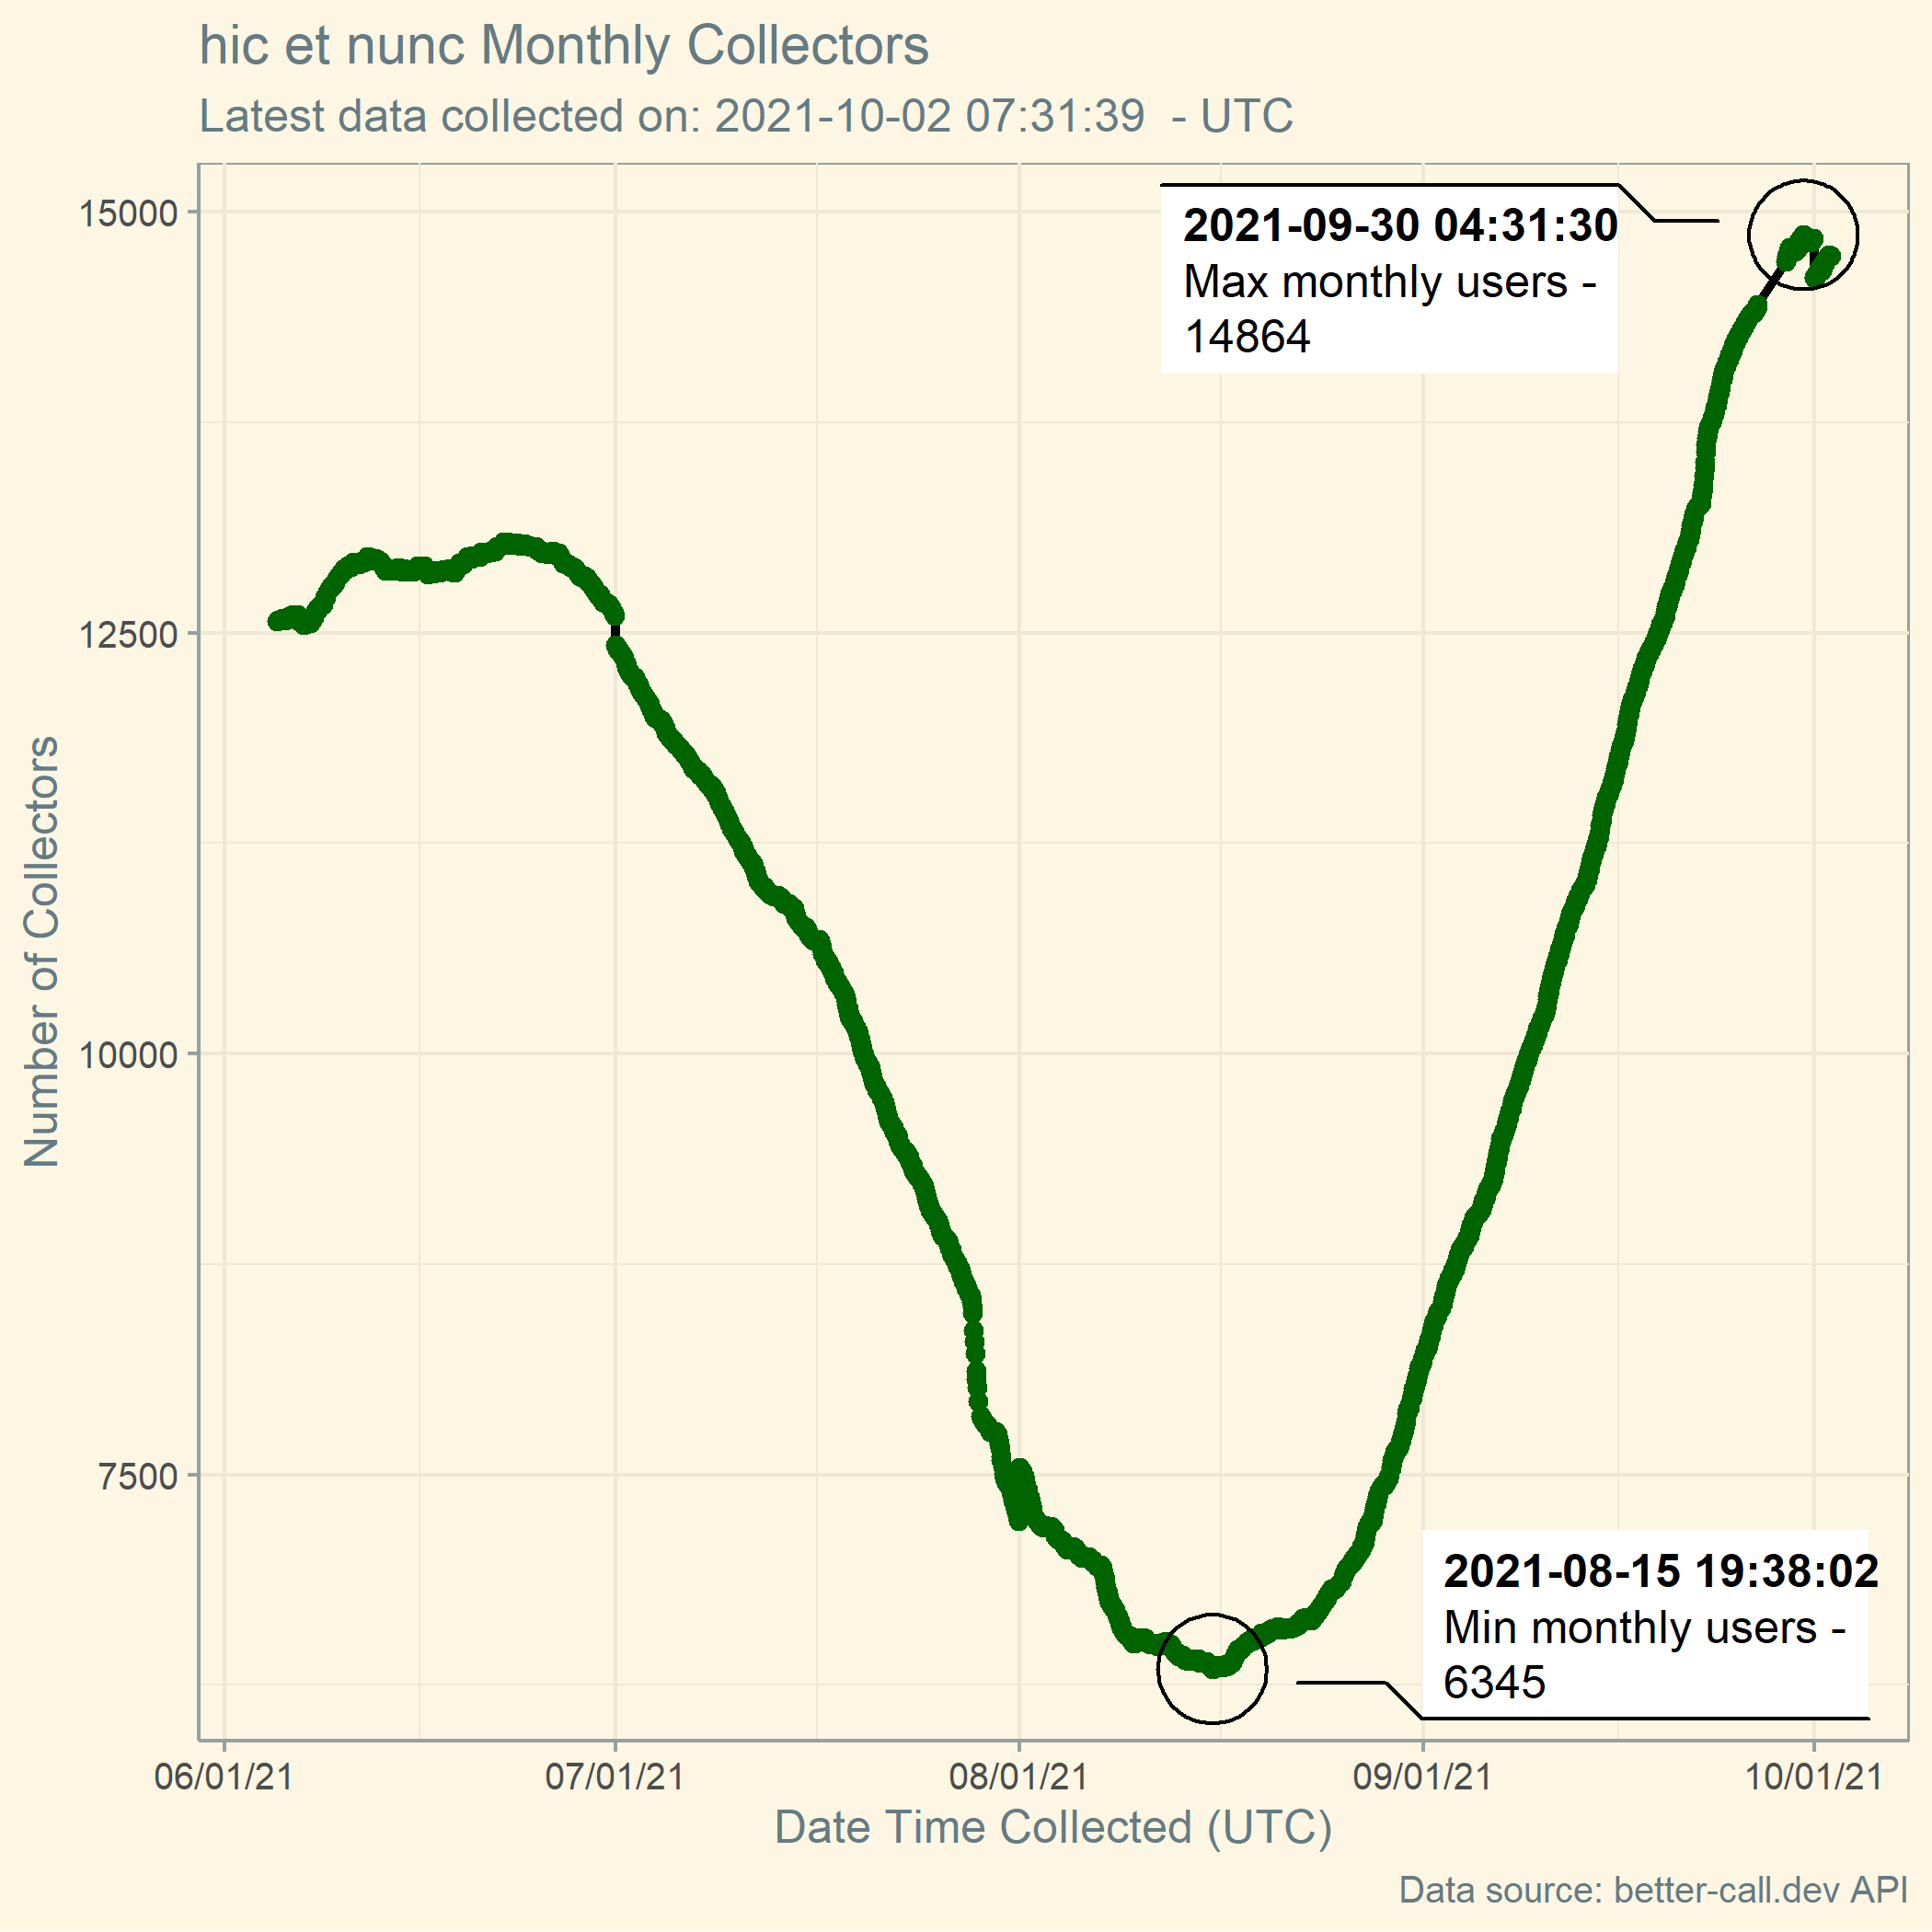 hic et nunc Monthly Collectors
Latest data collected on: 2021-10-02 07:31:39  - UTC
15000
12500
10000
7500
Number of Collectors
2021-09-30 04:31:30
Max monthly users -
14864
2021-08-15 19:38:02
Min monthly users -
6345
06/01/21 07/01/21 08/01/21 09/01/21 10/01/21
Date Time Collected (UTC)
Data source: better-call.dev API